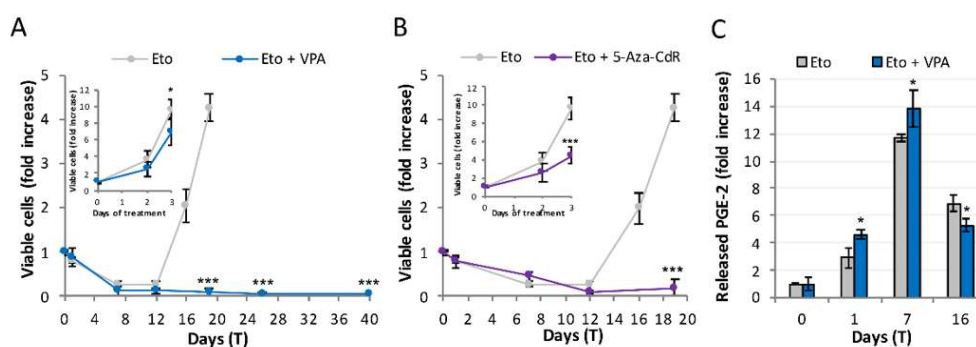 A
Eto
Eto + VPA
Viable cells (fold increase)
5
4
3
2
1
0
0 4 8 12 16 20 24 28 32 36 40
Days (T)
*** *** ***
Viable cells (fold increase)
12
10
8
6
4
2
0
0 1 2 3
Days of treatment
*
B
Eto
Eto + 5-Aza-CdR
Viable cells (fold increase)
5
4
3
2
1
0
0 2 4 6 8 10 12 14 16 18 20
Days (T)
***
Viable cells (fold increase)
12
10
8
6
4
2
0
0 1 2 3
Days of treatment
***
C
Eto
Eto + VPA
Released PGE-2 (fold increase)
16
14
12
10
8
6
4
2
0
0 1 7 16
Days (T)
* * *